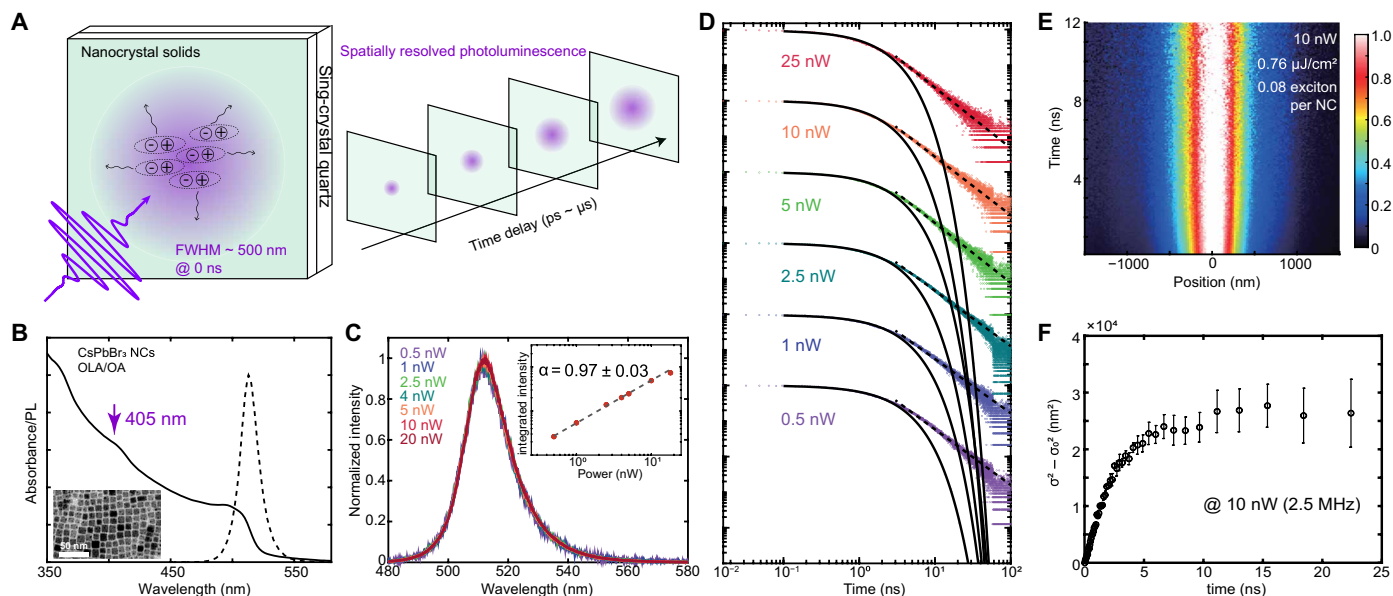 A
Nanocrystal solids
Sing-crystal quartz
FWHM ~ 500 nm
@ 0 ns
Spatially resolved photoluminescence
Time delay (ps ~ μs)
B
CsPbBr₃ NCs
OLA/OA
405 nm
50 nm
Absorbance/PL
350
450
550
Wavelength (nm)
C
0.5 nW
1 nW
2.5 nW
4 nW
5 nW
10 nW
20 nW
α = 0.97 ± 0.03
integrated intensity
10⁰
10¹
Power (nW)
Normalized intensity
1
0.8
0.6
0.4
0.2
0
480
500
520
540
560
580
Wavelength (nm)
D
25 nW
10 nW
5 nW
2.5 nW
1 nW
0.5 nW
10⁻²
10⁻¹
10⁰
10¹
10²
Time (ns)
E
10 nW
0.76 μJ/cm²
0.08 exciton
per NC
Time (ns)
12
8
4
−1000
0
1000
Position (nm)
1.0
0.8
0.6
0.4
0.2
0
F
×10⁴
σ² − σ₀² (nm²)
4
3
2
1
0
@ 10 nW (2.5 MHz)
0
5
10
15
20
25
time (ns)